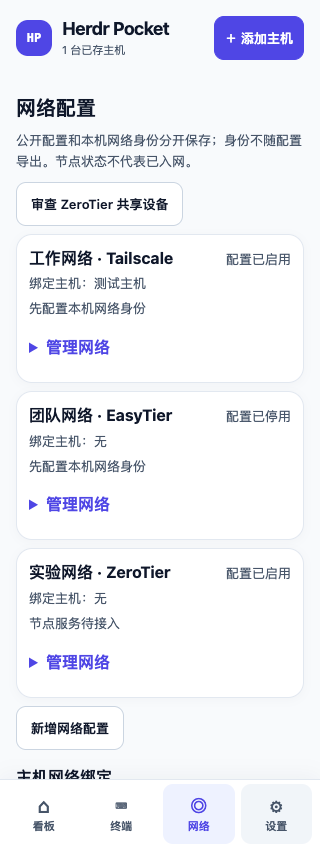 HP
Herdr Pocket
1 台已存主机
+ 添加主机
网络配置
公开配置和本机网络身份分开保存；身份不随配置
导出。节点状态不代表已入网。
审查 ZeroTier 共享设备
工作网络 · Tailscale
配置已启用
绑定主机：测试主机
先配置本机网络身份
管理网络
团队网络 · EasyTier
配置已停用
绑定主机：无
先配置本机网络身份
管理网络
实验网络 · ZeroTier
配置已启用
绑定主机：无
节点服务待接入
管理网络
新增网络配置
主机网络绑定
看板
终端
网络
设置